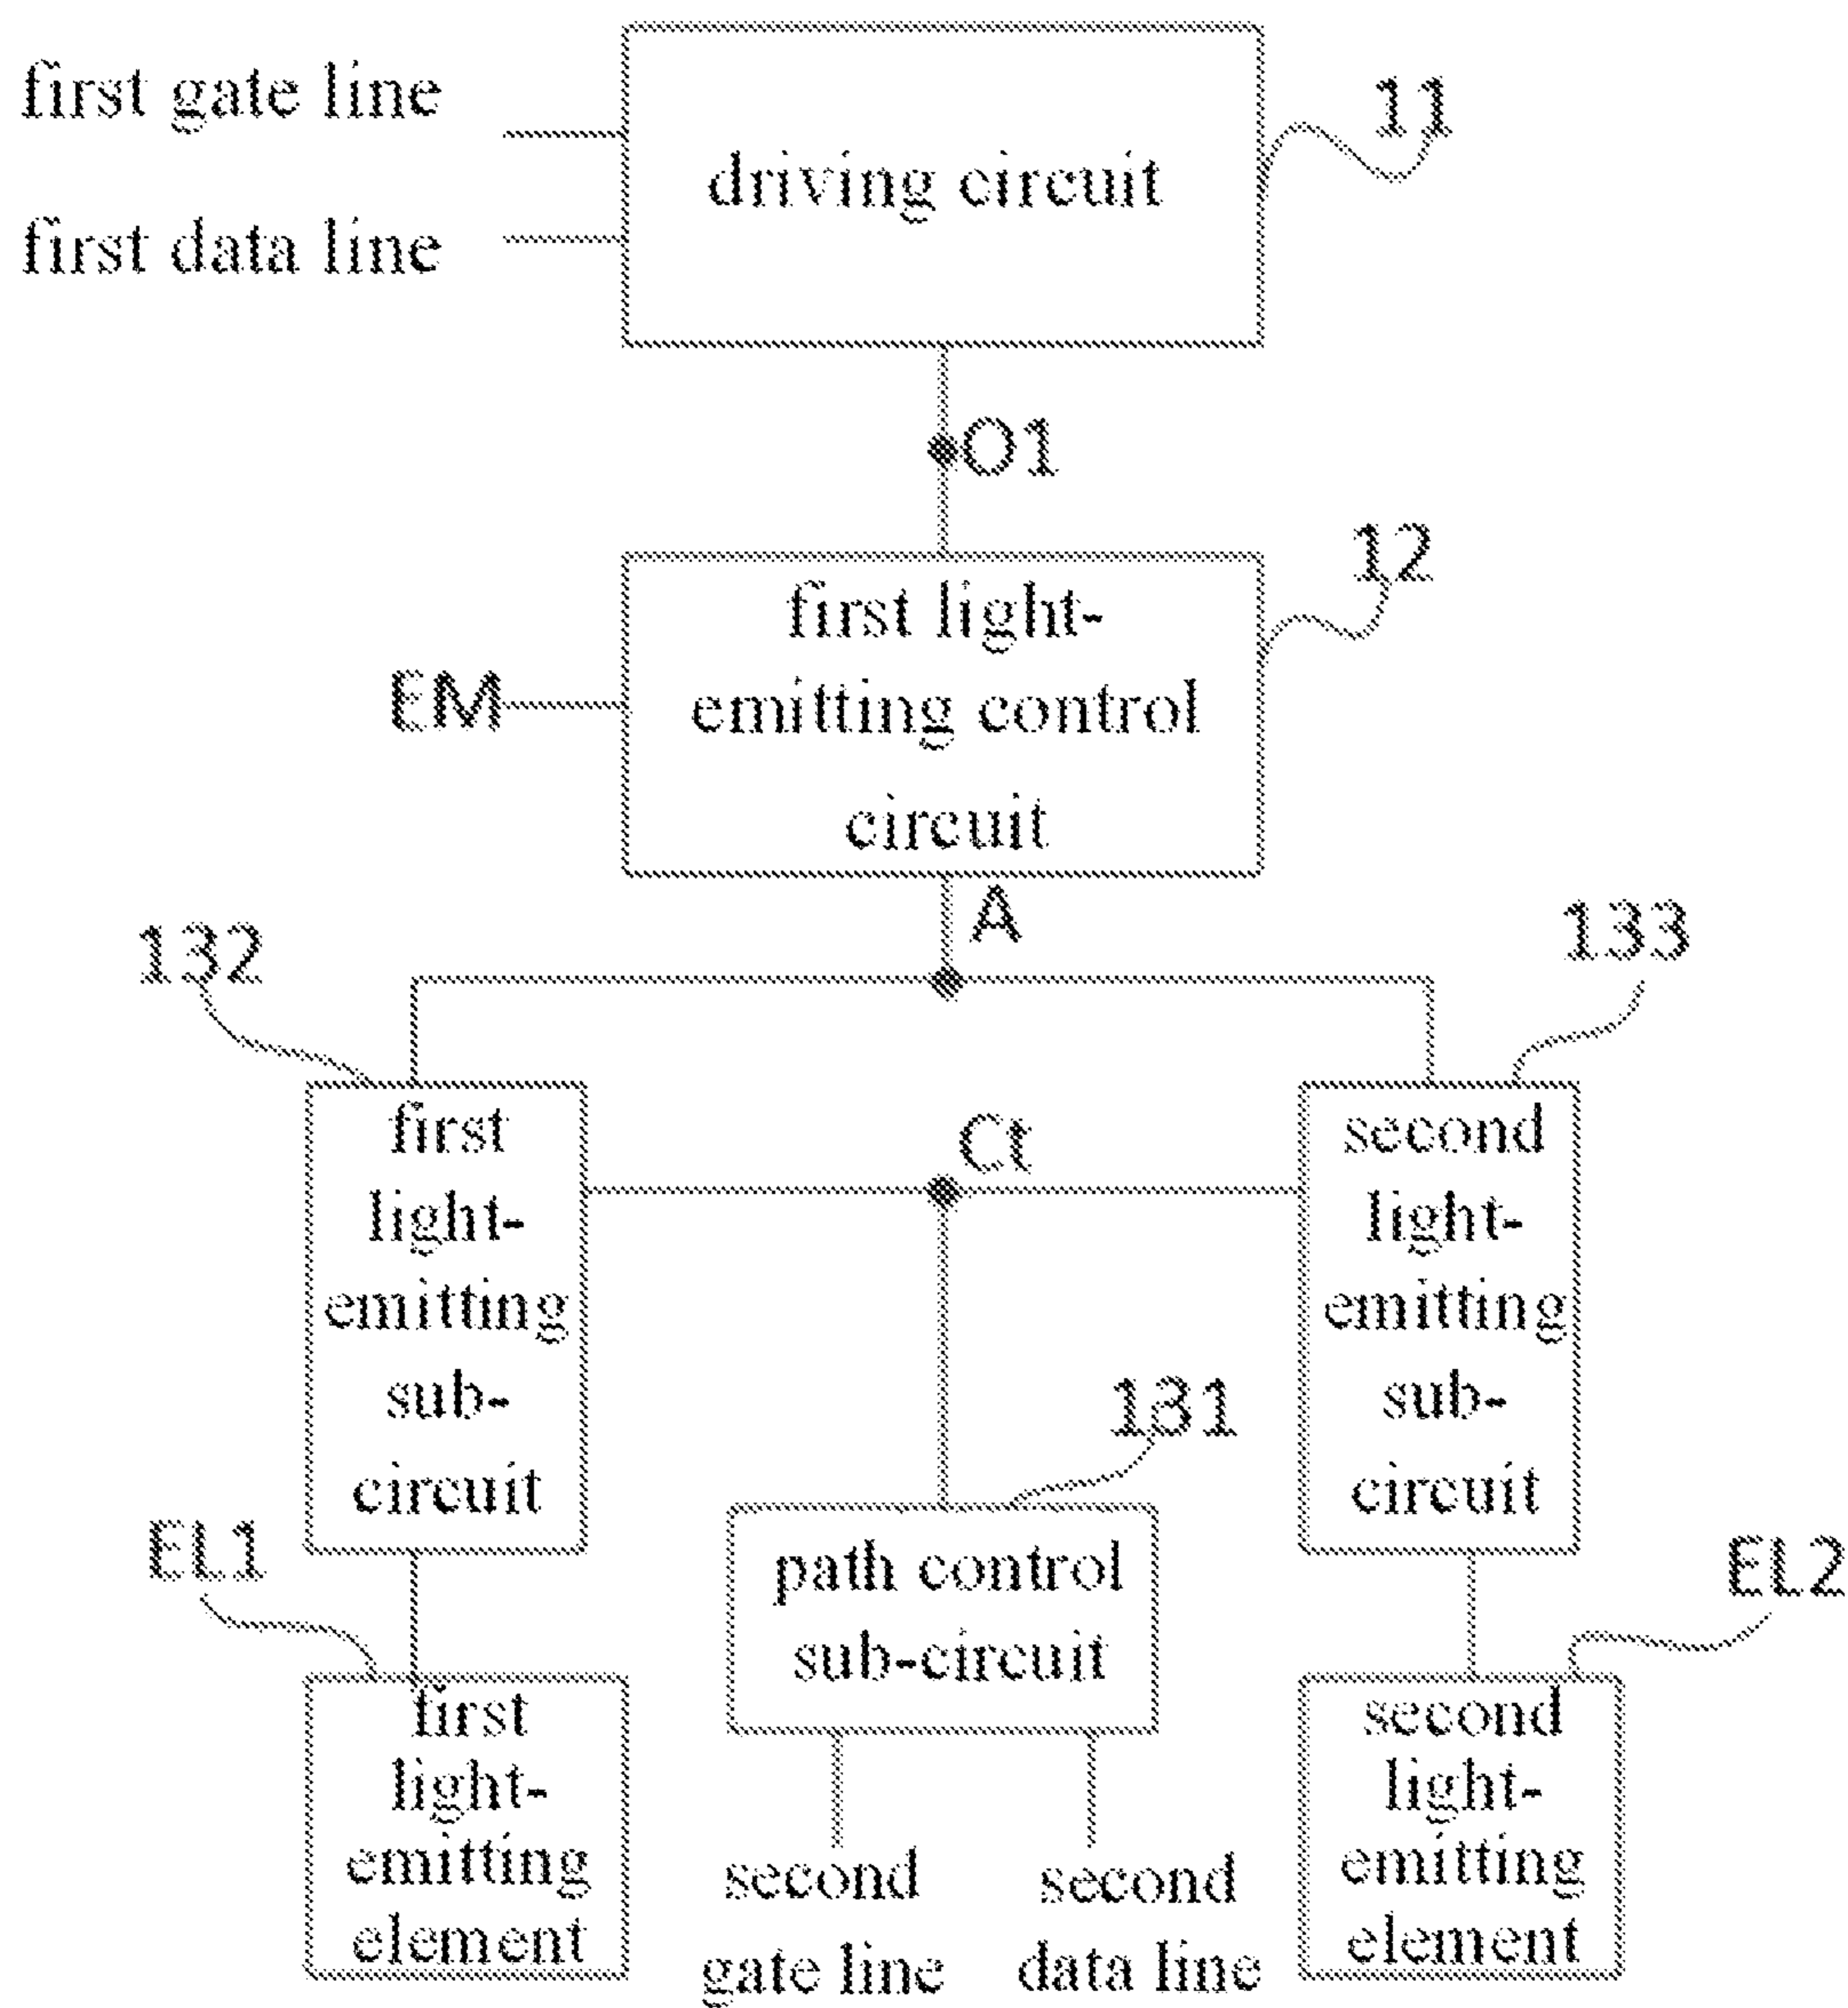 first gate line
11
driving circuit
first data line
O1
12
first light-
emitting control
circuit
EM
A
132
133
first
light-
emitting
sub-
circuit
Ct
second
light-
emitting
sub-
circuit
131
EL1
path control
sub-circuit
EL2
first
light-
emitting
element
second
light-
emitting
element
second
gate line
second
data line